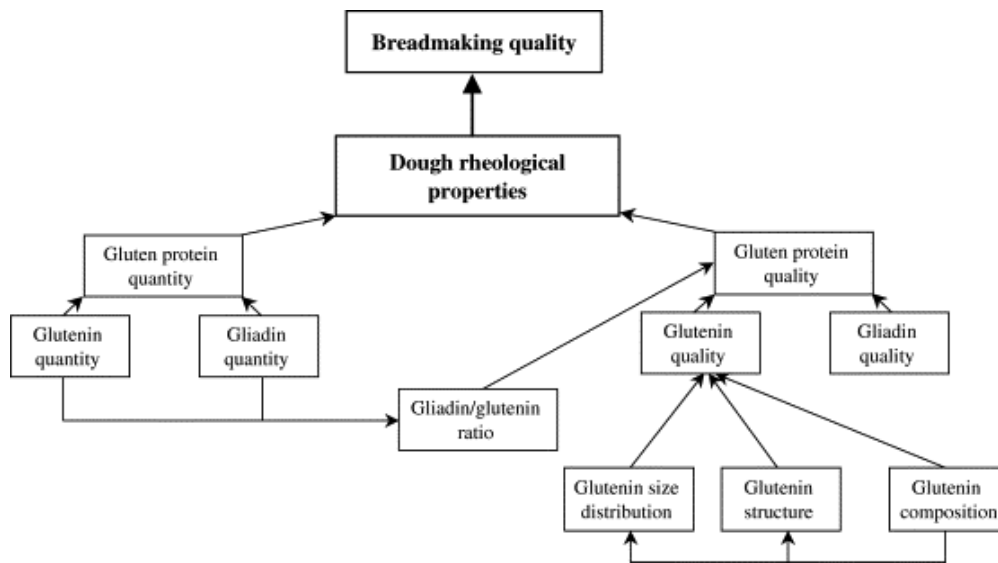 Breadmaking quality
Dough rheological
properties
Gluten protein
quantity
Gluten protein
quality
Glutenin
quantity
Gliadin
quantity
Glutenin
quality
Gliadin
quality
Gliadin/glutenin
ratio
Glutenin size
distribution
Glutenin
structure
Glutenin
composition